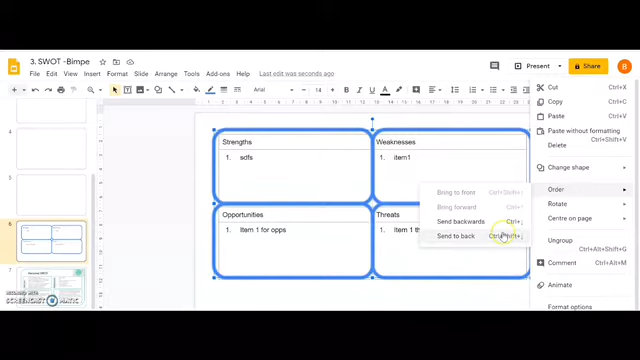 3. SWOT -Bimpe
File Edit View Insert Format Slide Arrange Tools Add-ons Help Last edit was seconds ago
Present
Share
B
Arial
14
Strengths
1. sdfs
Weaknesses
1. item1
Opportunities
1. Item 1 for opps
Threats
1. Item 1 th
Cut Ctrl+X
Copy Ctrl+C
Paste Ctrl+V
Paste without formatting
Ctrl+Shift+V
Delete
Change shape
Order
Rotate
Centre on page
Ungroup
Ctrl+Alt+Shift+G
Comment Ctrl+Alt+M
Animate
Format options
Bring to front
Bring forward
Send backwards Ctrl+↓
Send to back Ctrl+Shift+↓
4
5
6
7
RECORDED WITH
SCREENCAST MATIC